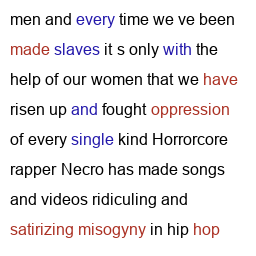 men and every time we ve been
made slaves it s only with the
help of our women that we have
risen up and fought oppression
of every single kind Horrorcore
rapper Necro has made songs
and videos ridiculing and
satirizing misogyny in hip hop